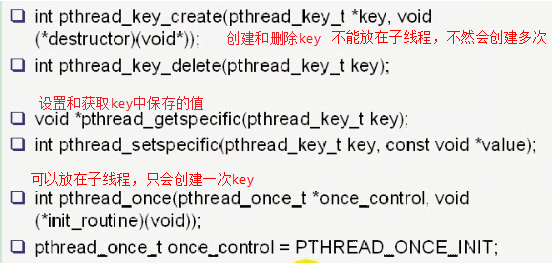 int pthread_key_create(pthread_key_t *key, void
(*destructor)(void*)); 创建和删除key 不能放在子线程，不然会创建多次
int pthread_key_delete(pthread_key_t key);
设置和获取key中保存的值
void *pthread_getspecific(pthread_key_t key);
int pthread_setspecific(pthread_key_t key, const void *value);
可以放在子线程，只会创建一次key
int pthread_once(pthread_once_t *once_control, void
(*init_routine)(void));
pthread_once_t once_control = PTHREAD_ONCE_INIT;